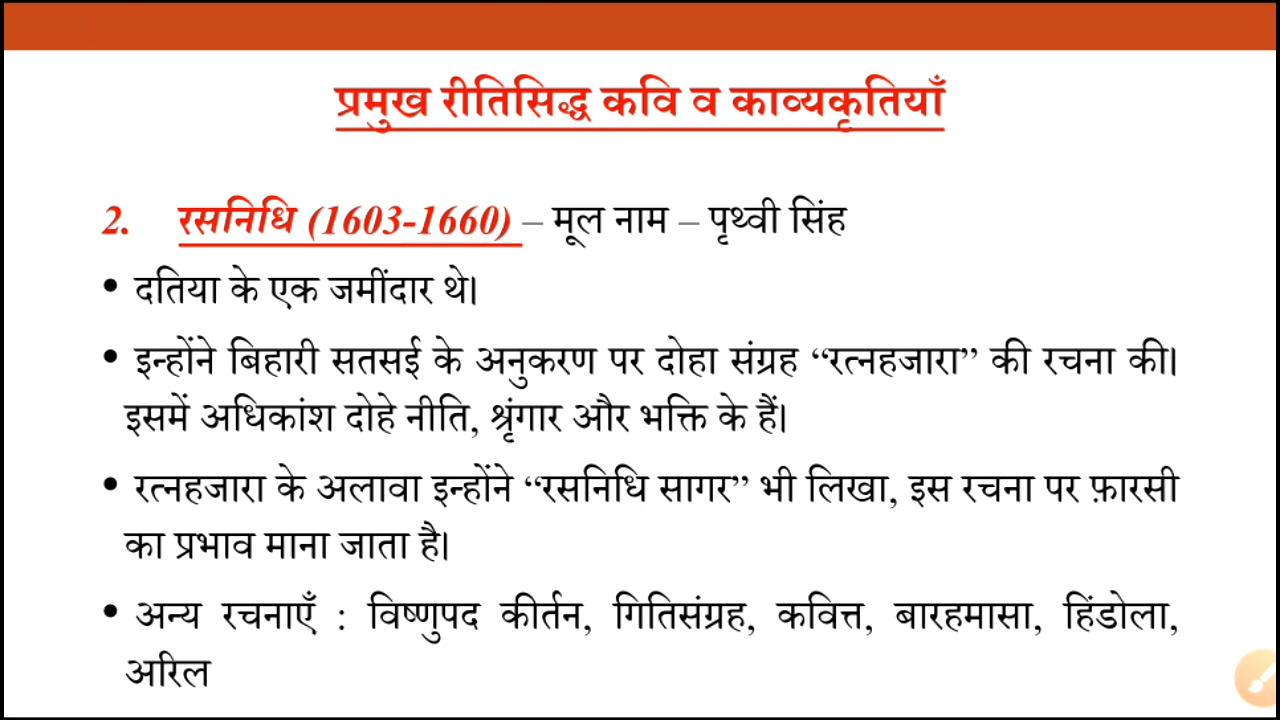 प्रमुख रीतिसिद्ध कवि व काव्यकृतियाँ
2. रसनिधि (1603-1660) – मूल नाम – पृथ्वी सिंह
• दतिया के एक जमींदार थे।
• इन्होंने बिहारी सतसई के अनुकरण पर दोहा संग्रह “रत्नहजारा” की रचना की।
इसमें अधिकांश दोहे नीति, श्रृंगार और भक्ति के हैं।
• रत्नहजारा के अलावा इन्होंने “रसनिधि सागर” भी लिखा, इस रचना पर फ़ारसी
का प्रभाव माना जाता है।
• अन्य रचनाएँ : विष्णुपद कीर्तन, गितिसंग्रह, कवित्त, बारहमासा, हिंडोला,
अरिल